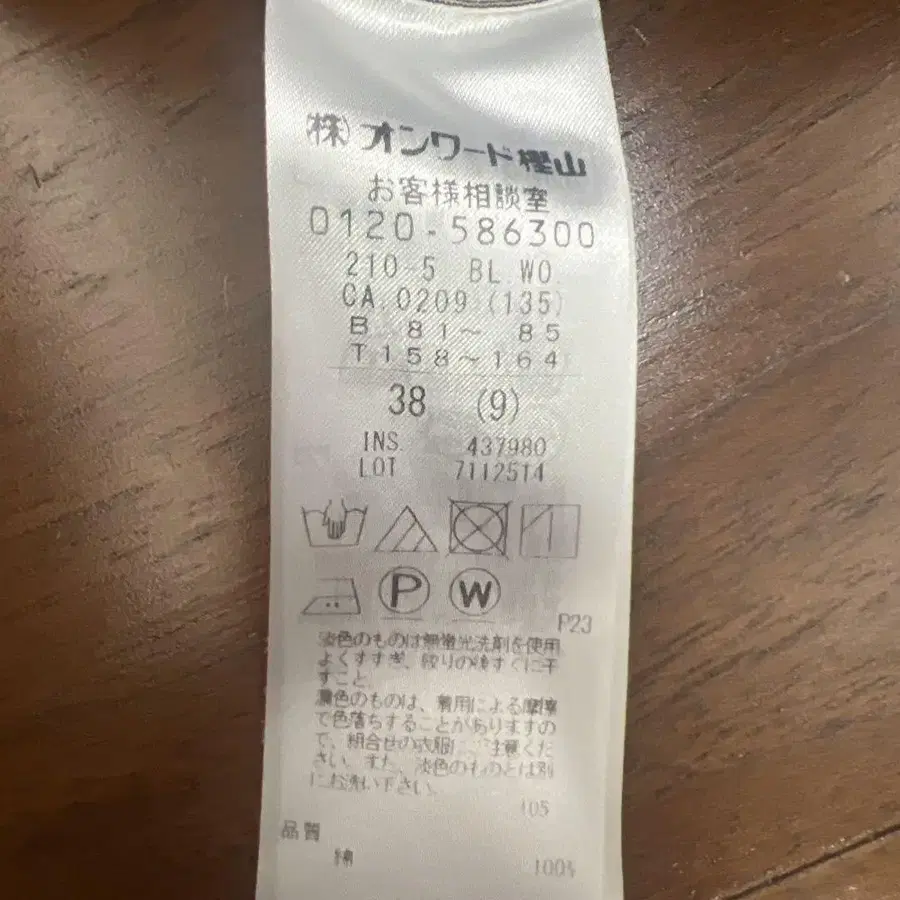 (株)オンワード樫山
お客様相談室
0120-586300
210-5 BL.WO.
CA.0209 (135)
B 81〜 85
T158〜164
38 (9)
INS. 437980
LOT 7112514
P
W
P23
淡色のものは無蛍光洗剤を使用
よくすすぎ、絞りの後すぐに干
すこと。
濃色のものは、着用による摩擦
で色落ちすることがありますの
で、組合せの衣服 注意くだ
さい。また、淡色のものとは別
にお洗い下さい。
105
品質
綿 100%